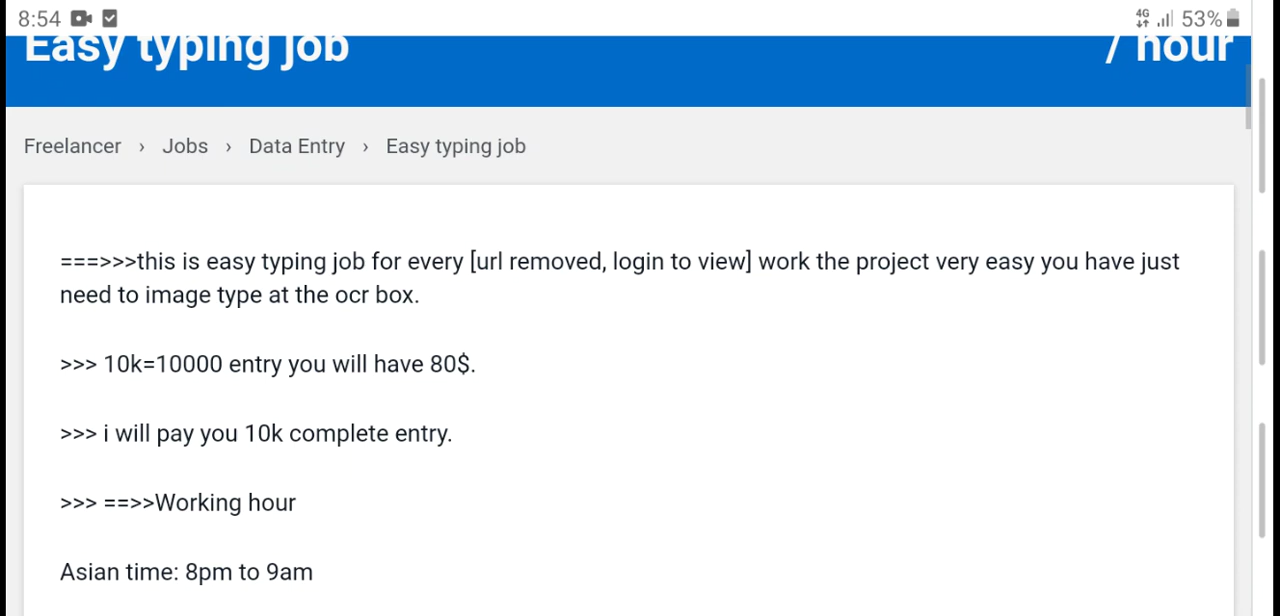 8:54 4G 53%
Easy typing job / hour
Freelancer › Jobs › Data Entry › Easy typing job
===>>>this is easy typing job for every [url removed, login to view] work the project very easy you have just
need to image type at the ocr box.
>>> 10k=10000 entry you will have 80$.
>>> i will pay you 10k complete entry.
>>> ==>>Working hour
Asian time: 8pm to 9am